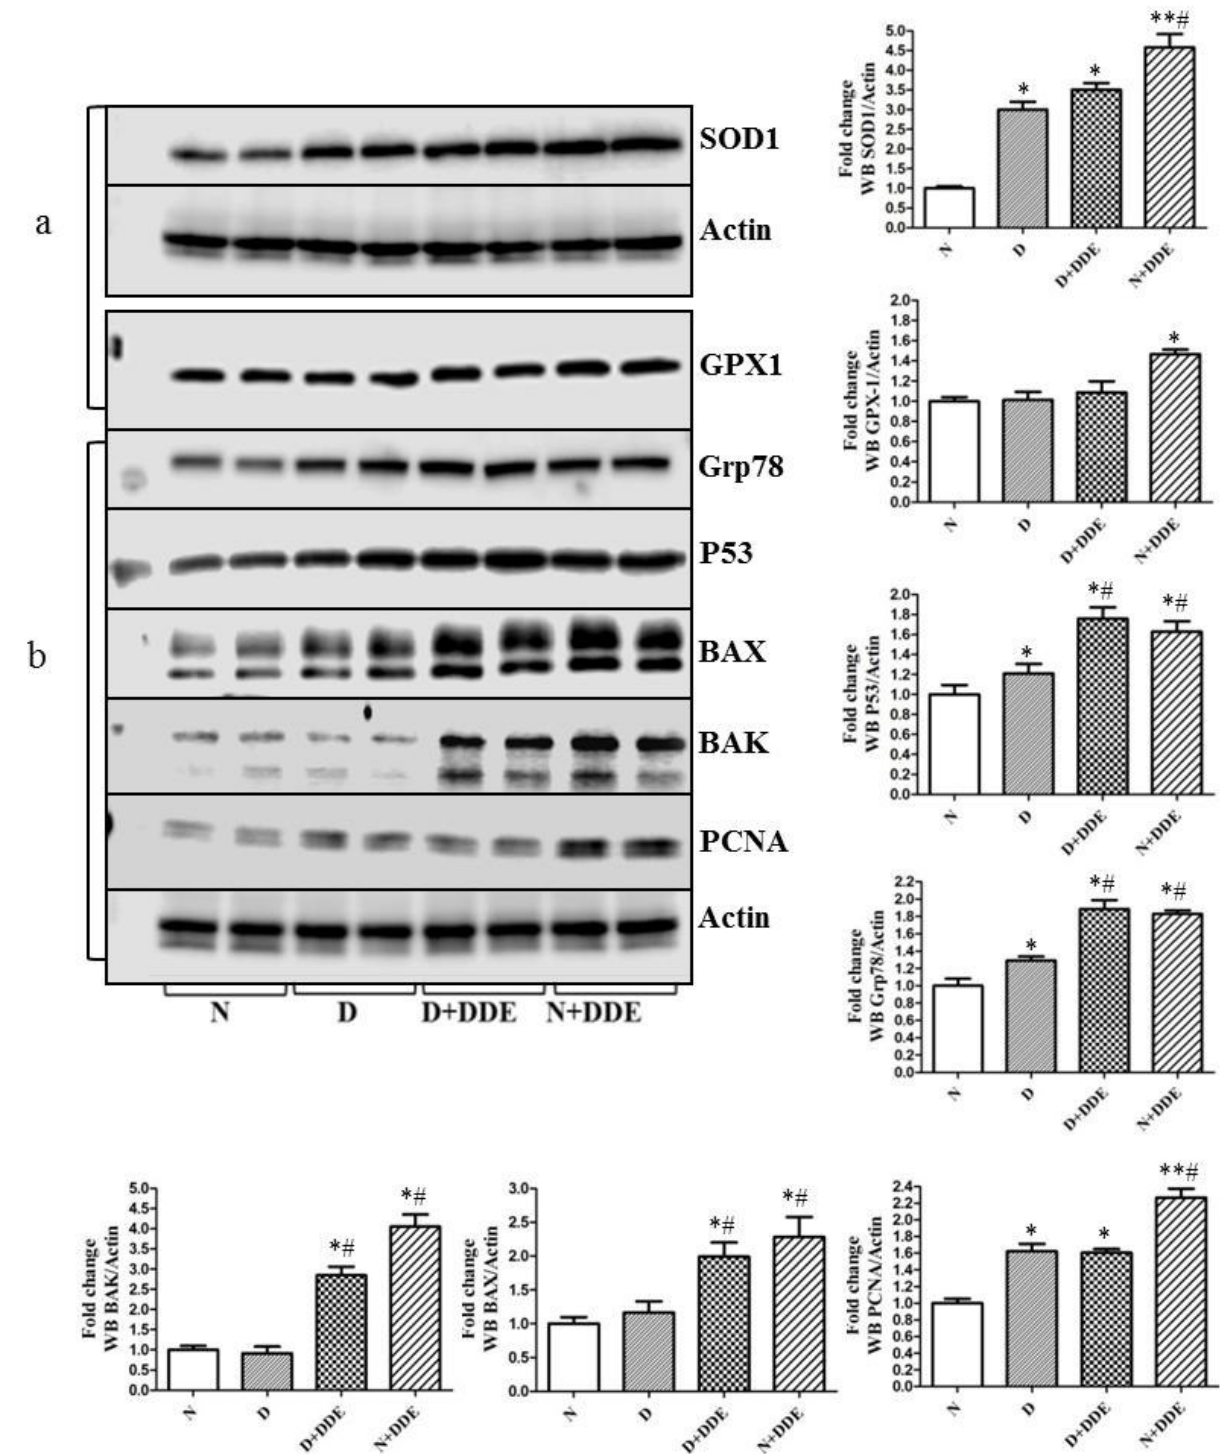 a
SOD1
Actin
GPX1
b
Grp78
P53
BAX
BAK
PCNA
Actin
N D D+DDE N+DDE
**#
*
*
5.0
4.5
4.0
3.5
3.0
2.5
2.0
1.5
1.0
0.5
0.0
Fold change
WB SOD1/Actin
N D D+DDE N+DDE
*
2.0
1.8
1.6
1.4
1.2
1.0
0.8
0.6
0.4
0.2
0.0
Fold change
WB GPX-1/Actin
N D D+DDE N+DDE
*#
*#
*
2.0
1.8
1.6
1.4
1.2
1.0
0.8
0.6
0.4
0.2
0.0
Fold change
WB P53/Actin
N D D+DDE N+DDE
*#
*#
*
2.2
2.0
1.8
1.6
1.4
1.2
1.0
0.8
0.6
0.4
0.2
0.0
Fold change
WB Grp78/Actin
N D D+DDE N+DDE
*#
*#
5.0
4.5
4.0
3.5
3.0
2.5
2.0
1.5
1.0
0.5
0.0
Fold change
WB BAK/Actin
N D D+DDE N+DDE
*#
*#
3.0
2.5
2.0
1.5
1.0
0.5
0.0
Fold change
WB BAX/Actin
N D D+DDE N+DDE
**#
*
*
2.4
2.2
2.0
1.8
1.6
1.4
1.2
1.0
0.8
0.6
0.4
0.2
0.0
Fold change
WB PCNA/Actin
N D D+DDE N+DDE